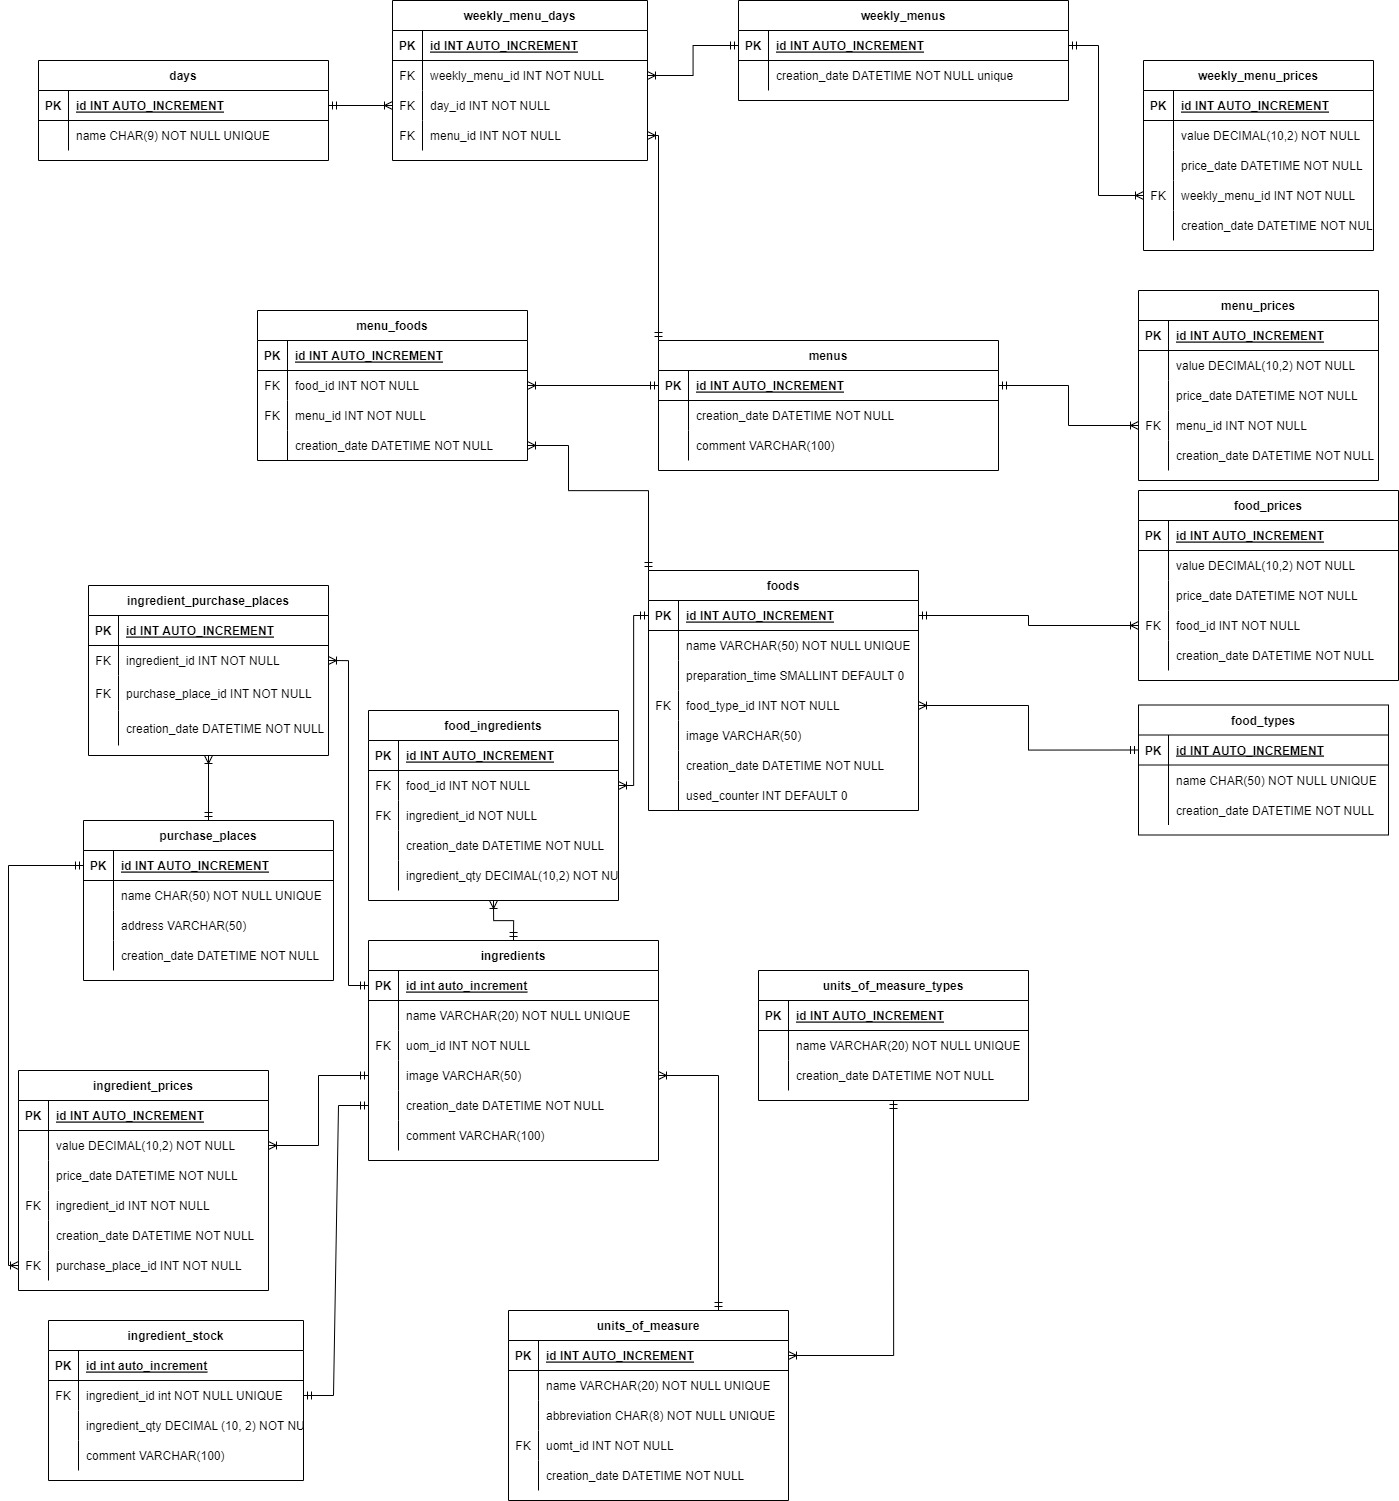 weekly_menu_days
PK id INT AUTO_INCREMENT
FK weekly_menu_id INT NOT NULL
FK day_id INT NOT NULL
FK menu_id INT NOT NULL
weekly_menus
PK id INT AUTO_INCREMENT
creation_date DATETIME NOT NULL unique
days
PK id INT AUTO_INCREMENT
name CHAR(9) NOT NULL UNIQUE
weekly_menu_prices
PK id INT AUTO_INCREMENT
value DECIMAL(10,2) NOT NULL
price_date DATETIME NOT NULL
FK weekly_menu_id INT NOT NULL
creation_date DATETIME NOT NUL
menu_foods
PK id INT AUTO_INCREMENT
FK food_id INT NOT NULL
FK menu_id INT NOT NULL
creation_date DATETIME NOT NULL
menus
PK id INT AUTO_INCREMENT
creation_date DATETIME NOT NULL
comment VARCHAR(100)
menu_prices
PK id INT AUTO_INCREMENT
value DECIMAL(10,2) NOT NULL
price_date DATETIME NOT NULL
FK menu_id INT NOT NULL
creation_date DATETIME NOT NULL
food_prices
PK id INT AUTO_INCREMENT
value DECIMAL(10,2) NOT NULL
price_date DATETIME NOT NULL
FK food_id INT NOT NULL
creation_date DATETIME NOT NULL
foods
PK id INT AUTO_INCREMENT
name VARCHAR(50) NOT NULL UNIQUE
preparation_time SMALLINT DEFAULT 0
FK food_type_id INT NOT NULL
image VARCHAR(50)
creation_date DATETIME NOT NULL
used_counter INT DEFAULT 0
ingredient_purchase_places
PK id INT AUTO_INCREMENT
FK ingredient_id INT NOT NULL
FK purchase_place_id INT NOT NULL
creation_date DATETIME NOT NULL
food_ingredients
PK id INT AUTO_INCREMENT
FK food_id INT NOT NULL
FK ingredient_id NOT NULL
creation_date DATETIME NOT NULL
ingredient_qty DECIMAL(10,2) NOT NU
food_types
PK id INT AUTO_INCREMENT
name CHAR(50) NOT NULL UNIQUE
creation_date DATETIME NOT NULL
purchase_places
PK id INT AUTO_INCREMENT
name CHAR(50) NOT NULL UNIQUE
address VARCHAR(50)
creation_date DATETIME NOT NULL
ingredients
PK id int auto_increment
name VARCHAR(20) NOT NULL UNIQUE
FK uom_id INT NOT NULL
image VARCHAR(50)
creation_date DATETIME NOT NULL
comment VARCHAR(100)
units_of_measure_types
PK id INT AUTO_INCREMENT
name VARCHAR(20) NOT NULL UNIQUE
creation_date DATETIME NOT NULL
ingredient_prices
PK id INT AUTO_INCREMENT
value DECIMAL(10,2) NOT NULL
price_date DATETIME NOT NULL
FK ingredient_id INT NOT NULL
creation_date DATETIME NOT NULL
FK purchase_place_id INT NOT NULL
ingredient_stock
PK id int auto_increment
FK ingredient_id int NOT NULL UNIQUE
ingredient_qty DECIMAL (10, 2) NOT NU
comment VARCHAR(100)
units_of_measure
PK id INT AUTO_INCREMENT
name VARCHAR(20) NOT NULL UNIQUE
abbreviation CHAR(8) NOT NULL UNIQUE
FK uomt_id INT NOT NULL
creation_date DATETIME NOT NULL